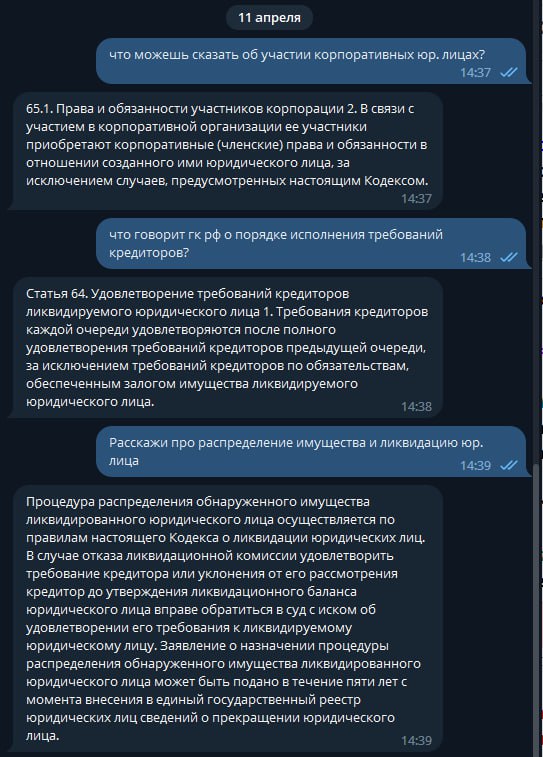 11 апреля
что можешь сказать об участии корпоративных юр. лицах?
14:37
65.1. Права и обязанности участников корпорации 2. В связи с
участием в корпоративной организации ее участники
приобретают корпоративные (членские) права и обязанности в
отношении созданного ими юридического лица, за
исключением случаев, предусмотренных настоящим Кодексом.
14:37
что говорит гк рф о порядке исполнения требований
кредиторов?
14:38
Статья 64. Удовлетворение требований кредиторов
ликвидируемого юридического лица 1. Требования кредиторов
каждой очереди удовлетворяются после полного
удовлетворения требований кредиторов предыдущей очереди,
за исключением требований кредиторов по обязательствам,
обеспеченным залогом имущества ликвидируемого
юридического лица.
14:38
Расскажи про распределение имущества и ликвидацию юр.
лица
14:39
Процедура распределения обнаруженного имущества
ликвидированного юридического лица осуществляется по
правилам настоящего Кодекса о ликвидации юридических лиц.
В случае отказа ликвидационной комиссии удовлетворить
требование кредитора или уклонения от его рассмотрения
кредитор до утверждения ликвидационного баланса
юридического лица вправе обратиться в суд с иском об
удовлетворении его требования к ликвидируемому
юридическому лицу. Заявление о назначении процедуры
распределения обнаруженного имущества ликвидированного
юридического лица может быть подано в течение пяти лет с
момента внесения в единый государственный реестр
юридических лиц сведений о прекращении юридического
лица.
14:39